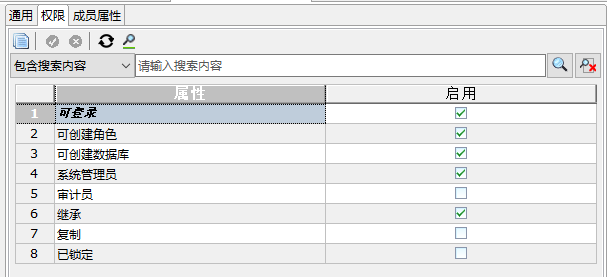 通用 权限 成员属性
包含搜索内容 请输入搜索内容
属性 启用
1 可登录
2 可创建角色
3 可创建数据库
4 系统管理员
5 审计员
6 继承
7 复制
8 已锁定